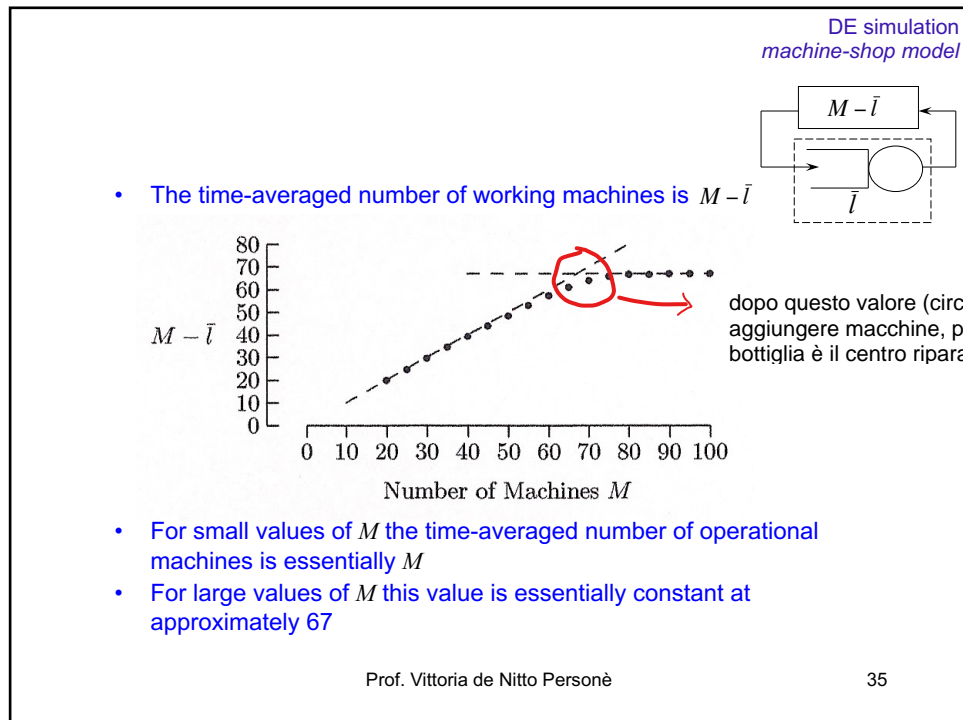 DE simulation
machine-shop model
M – l̄
l̄
• The time-averaged number of working machines is M – l̄
80
70
60
50
40
30
20
10
0
M – l̄
dopo questo valore (circ
aggiungere macchine, p
bottiglia è il centro ripara
0 10 20 30 40 50 60 70 80 90 100
Number of Machines M
• For small values of M the time-averaged number of operational
machines is essentially M
• For large values of M this value is essentially constant at
approximately 67
Prof. Vittoria de Nitto Personè 35